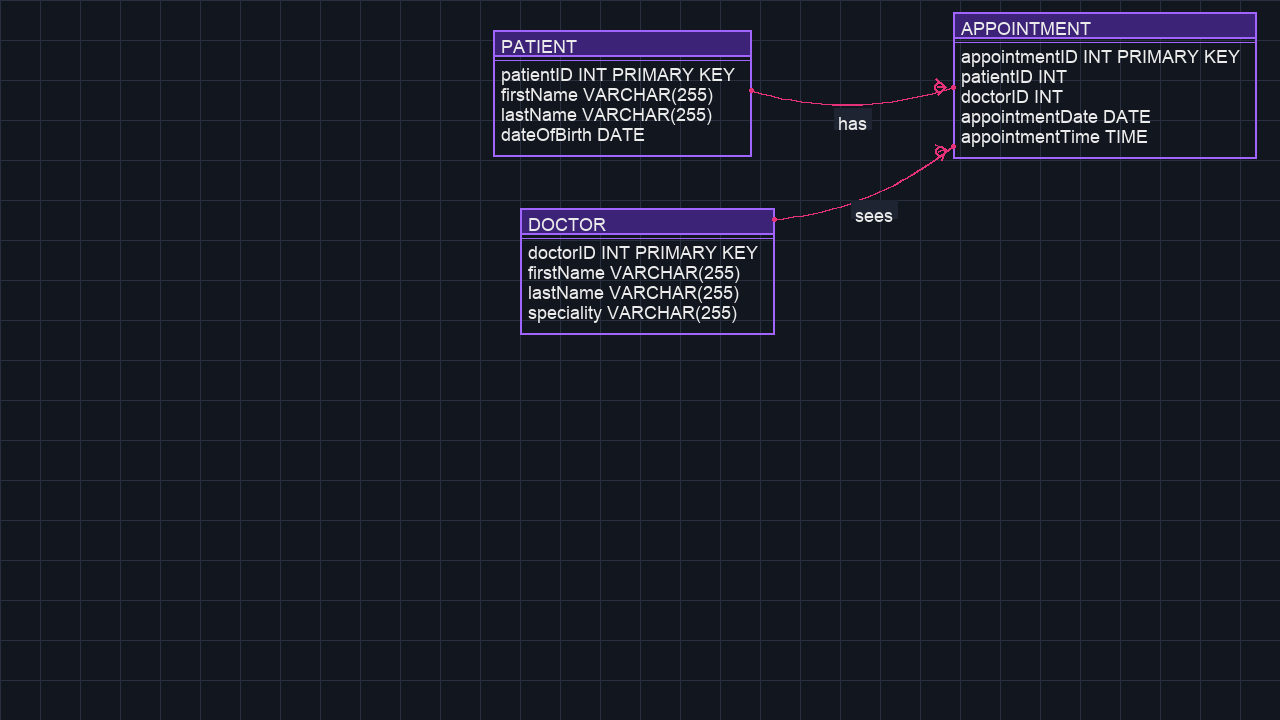 PATIENT
patientID INT PRIMARY KEY
firstName VARCHAR(255)
lastName VARCHAR(255)
dateOfBirth DATE
has
APPOINTMENT
appointmentID INT PRIMARY KEY
patientID INT
doctorID INT
appointmentDate DATE
appointmentTime TIME
DOCTOR
doctorID INT PRIMARY KEY
firstName VARCHAR(255)
lastName VARCHAR(255)
speciality VARCHAR(255)
sees